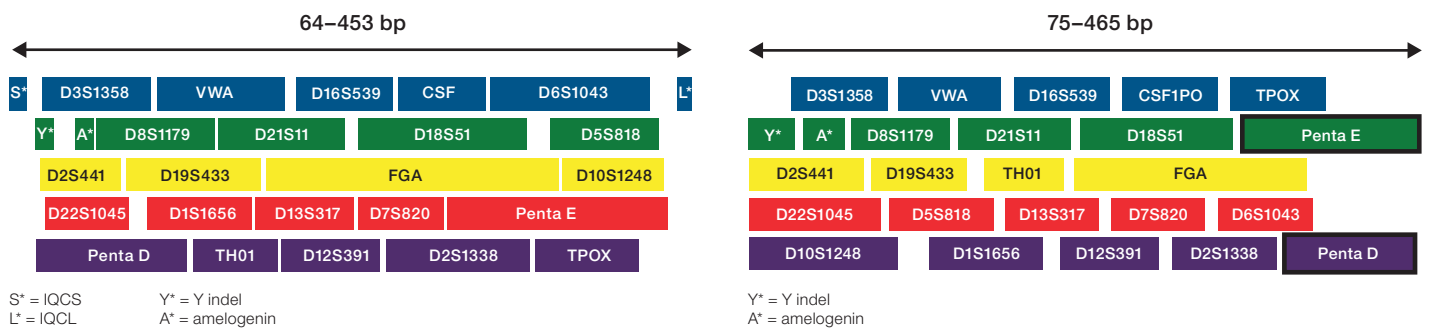 64–453 bp
S* D3S1358 VWA D16S539 CSF D6S1043 L*
Y* A* D8S1179 D21S11 D18S51 D5S818
D2S441 D19S433 FGA D10S1248
D22S1045 D1S1656 D13S317 D7S820 Penta E
Penta D TH01 D12S391 D2S1338 TPOX
S* = IQCS Y* = Y indel
L* = IQCL A* = amelogenin
75–465 bp
D3S1358 VWA D16S539 CSF1PO TPOX
Y* A* D8S1179 D21S11 D18S51 Penta E
D2S441 D19S433 TH01 FGA
D22S1045 D5S818 D13S317 D7S820 D6S1043
D10S1248 D1S1656 D12S391 D2S1338 Penta D
Y* = Y indel
A* = amelogenin